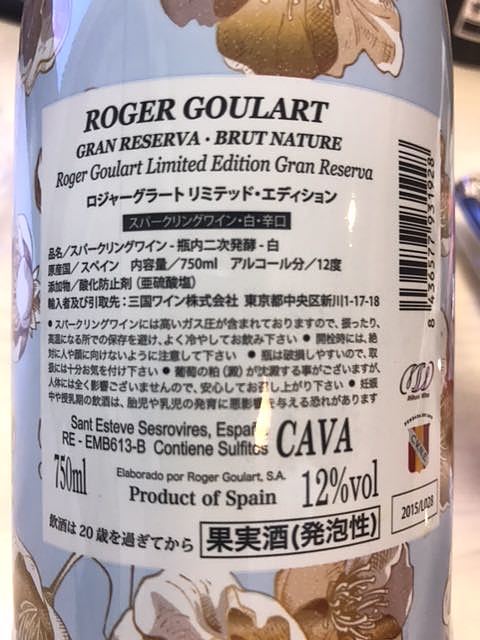 ROGER GOULART
GRAN RESERVA · BRUT NATURE
Roger Goulart Limited Edition Gran Reserva
ロジャーグラート リミテッド・エディション
スパークリングワイン・白・辛口
品名／スパークリングワイン - 瓶内二次発酵 - 白
原産国／スペイン 内容量／750ml アルコール分／12度
添加物／酸化防止剤（亜硫酸塩）
輸入者及び引取先：三国ワイン株式会社 東京都中央区新川1-17-18
● スパークリングワインには高いガス圧が含まれておりますので、振ったり、
高温になる所での保存を避け、よく冷やしてお飲み下さい ● 開栓時には、絶
対に人や顔に向けないように注意して下さい ● 瓶は破損しやすいので、取
扱には十分お気を付け下さい ● 葡萄の粕（澱）が沈澱する事がございますが、
人体には全く影響ございませんので、安心してお召し上がり下さい ● 妊娠
中や授乳期の飲酒は、胎児や乳児の発育に悪影響を与える恐れがあります
Sant Esteve Sesrovires, Españ
RE - EMB613-B Contiene Sulfitos
CAVA
750ml
Elaborado por Roger Goulart, S.A.
Product of Spain
12%vol
飲酒は20歳を過ぎてから
果実酒(発泡性)
8 436577 931928
Mikuni Wine
CAVA
2015/L028